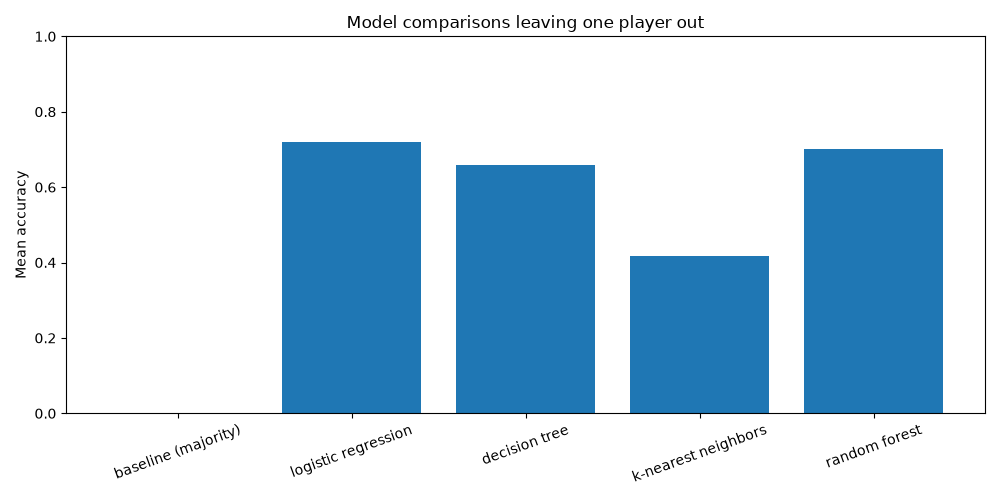 Model comparisons leaving one player out
Mean accuracy
1.0
0.8
0.6
0.4
0.2
0.0
baseline (majority)
logistic regression
decision tree
k-nearest neighbors
random forest